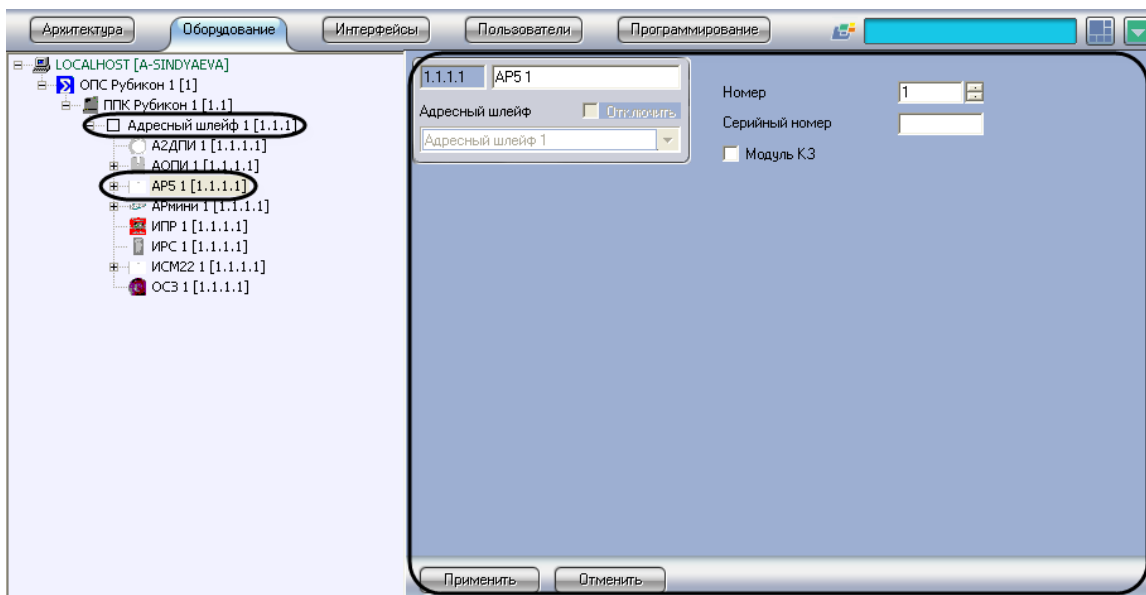 Архитектура Оборудование Интерфейсы Пользователи Программирование
LOCALHOST [A-SINDYAEVA]
ОПС Рубикон 1 [1]
ППК Рубикон 1 [1.1]
Адресный шлейф 1 [1.1.1]
А2ДПИ 1 [1.1.1.1]
АОПИ 1 [1.1.1.1]
АР5 1 [1.1.1.1]
АРмини 1 [1.1.1.1]
ИПР 1 [1.1.1.1]
ИРС 1 [1.1.1.1]
ИСМ22 1 [1.1.1.1]
ОСЗ 1 [1.1.1.1]
1.1.1.1 АР5 1
Адресный шлейф Отключить
Адресный шлейф 1
Номер 1
Серийный номер
Модуль КЗ
Применить Отменить